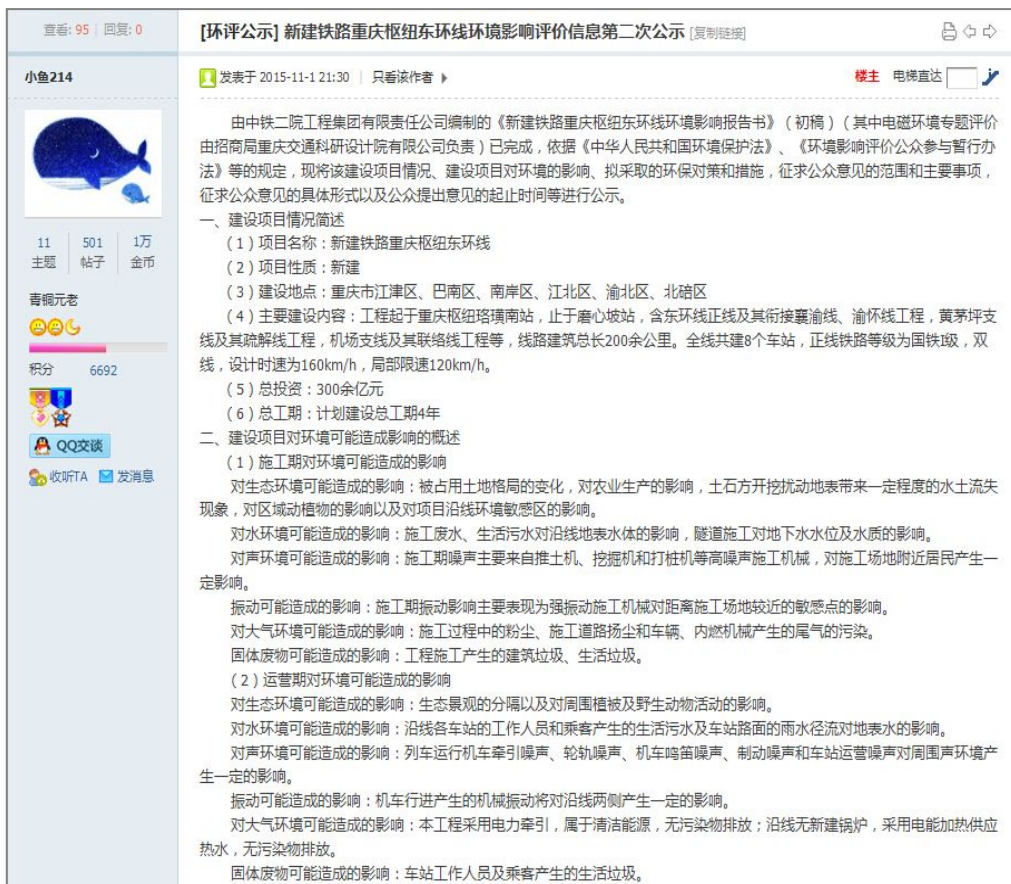 查看: 95 | 回复: 0
[环评公示] 新建铁路重庆枢纽东环线环境影响评价信息第二次公示 [复制链接]
小鱼214
发表于 2015-11-1 21:30 | 只看该作者
楼主 电梯直达
11 501 1万
主题 帖子 金币
青铜元老
积分 6692
QQ交谈
收听TA 发消息
由中铁二院工程集团有限责任公司编制的《新建铁路重庆枢纽东环线环境影响报告书》(初稿)(其中电磁环境专题评价
由招商局重庆交通科研设计院有限公司负责)已完成,依据《中华人民共和国环境保护法》、《环境影响评价公众参与暂行办
法》等的规定,现将该建设项目情况、建设项目对环境的影响、拟采取的环保对策和措施,征求公众意见的范围和主要事项,
征求公众意见的具体形式以及公众提出意见的起止时间等进行公示。
一、建设项目情况简述
(1)项目名称:新建铁路重庆枢纽东环线
(2)项目性质:新建
(3)建设地点:重庆市江津区、巴南区、南岸区、江北区、渝北区、北碚区
(4)主要建设内容:工程起于重庆枢纽珞璜南站,止于磨心坡站,含东环线正线及其衔接襄渝线、渝怀线工程,黄茅坪支
线及其疏解线工程,机场支线及其联络线工程等,线路建筑总长200余公里。全线共建8个车站,正线铁路等级为国铁I级,双
线,设计时速为160km/h,局部限速120km/h。
(5)总投资:300余亿元
(6)总工期:计划建设总工期4年
二、建设项目对环境可能造成影响的概述
(1)施工期对环境可能造成的影响
对生态环境可能造成的影响:被占用土地格局的变化,对农业生产的影响,土石方开挖扰动地表带来一定程度的水土流失
现象,对区域动植物的影响以及对项目沿线环境敏感区的影响。
对水环境可能造成的影响:施工废水、生活污水对沿线地表水体的影响,隧道施工对地下水水位及水质的影响。
对声环境可能造成的影响:施工期噪声主要来自推土机、挖掘机和打桩机等高噪声施工机械,对施工场地附近居民产生一
定影响。
振动可能造成的影响:施工期振动影响主要表现为强振动施工机械对距离施工场地较近的敏感点的影响。
对大气环境可能造成的影响:施工过程中的粉尘、施工道路扬尘和车辆、内燃机械产生的尾气的污染。
固体废物可能造成的影响:工程施工产生的建筑垃圾、生活垃圾。
(2)运营期对环境可能造成的影响
对生态环境可能造成的影响:生态景观的分隔以及对周围植被及野生动物活动的影响。
对水环境可能造成的影响:沿线各车站的工作人员和乘客产生的生活污水及车站路面的雨水径流对地表水的影响。
对声环境可能造成的影响:列车运行机车牵引噪声、轮轨噪声、机车鸣笛噪声、制动噪声和车站运营噪声对周围声环境产
生一定的影响。
振动可能造成的影响:机车行进产生的机械振动将对沿线两侧产生一定的影响。
对大气环境可能造成的影响:本工程采用电力牵引,属于清洁能源,无污染物排放;沿线无新建锅炉,采用电能加热供应
热水,无污染物排放。
固体废物可能造成的影响:车站工作人员及乘客产生的生活垃圾。